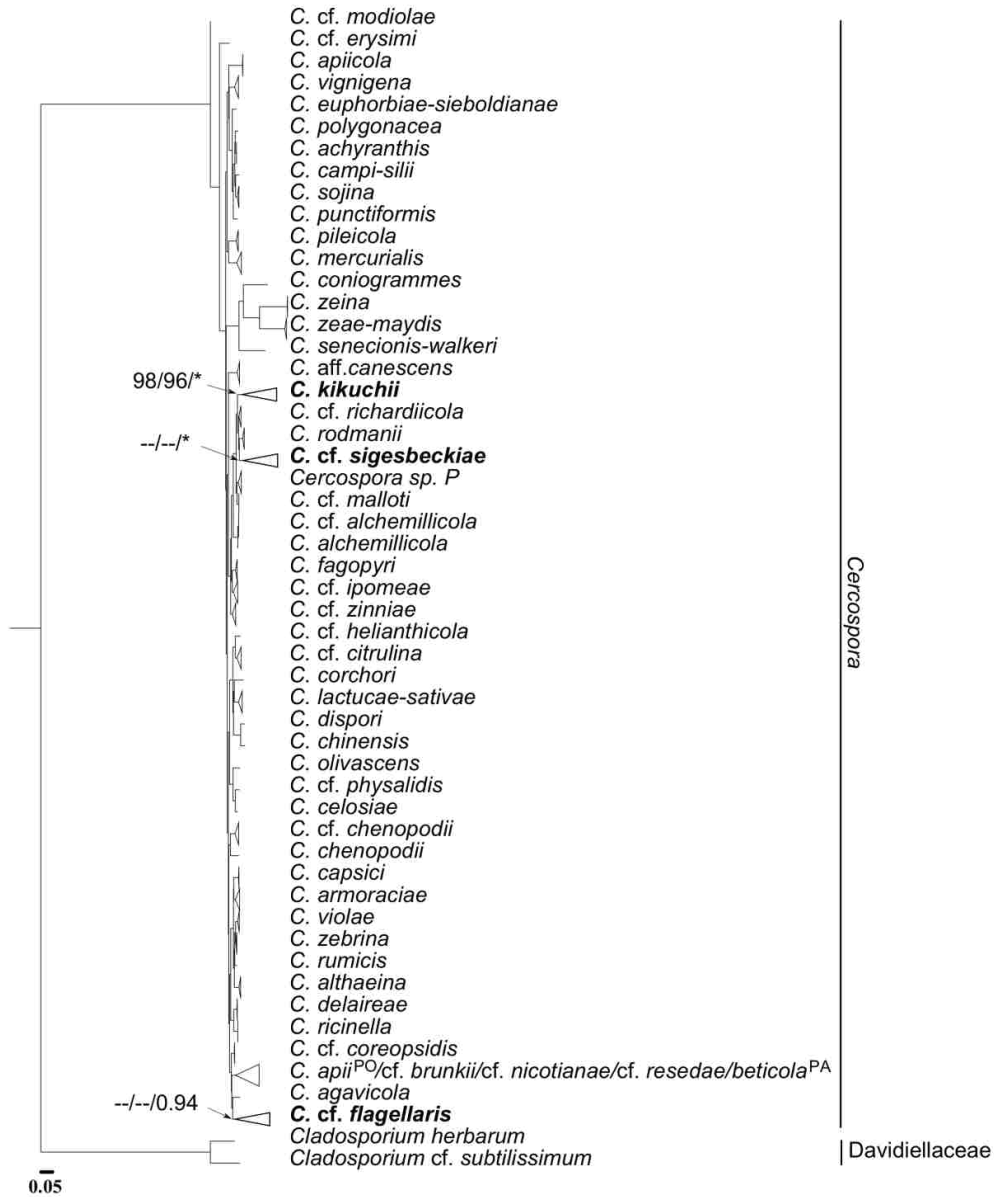 C. cf. modiolae
C. cf. erysimi
C. apiicola
C. vignigena
C. euphorbiae-sieboldianae
C. polygonacea
C. achyranthis
C. campi-silii
C. sojina
C. punctiformis
C. pileicola
C. mercurialis
C. coniogrammes
C. zeina
C. zeae-maydis
C. senecionis-walkeri
C. aff.canescens
98/96/*
C. kikuchii
C. cf. richardiicola
C. rodmanii
--/--/*
C. cf. sigesbeckiae
Cercospora sp. P
C. cf. malloti
C. cf. alchemillicola
C. alchemillicola
C. fagopyri
C. cf. ipomeae
C. cf. zinniae
C. cf. helianthicola
C. cf. citrulina
C. corchori
C. lactucae-sativae
C. dispori
C. chinensis
C. olivascens
C. cf. physalidis
C. celosiae
C. cf. chenopodii
C. chenopodii
C. capsici
C. armoraciae
C. violae
C. zebrina
C. rumicis
C. althaeina
C. delaireae
C. ricinella
C. cf. coreopsidis
C. apiiPO/cf. brunkii/cf. nicotianae/cf. resedae/beticolaPA
C. agavicola
--/--/0.94
C. cf. flagellaris
Cercospora
Cladosporium herbarum
Cladosporium cf. subtilissimum
Davidiellaceae
0.05